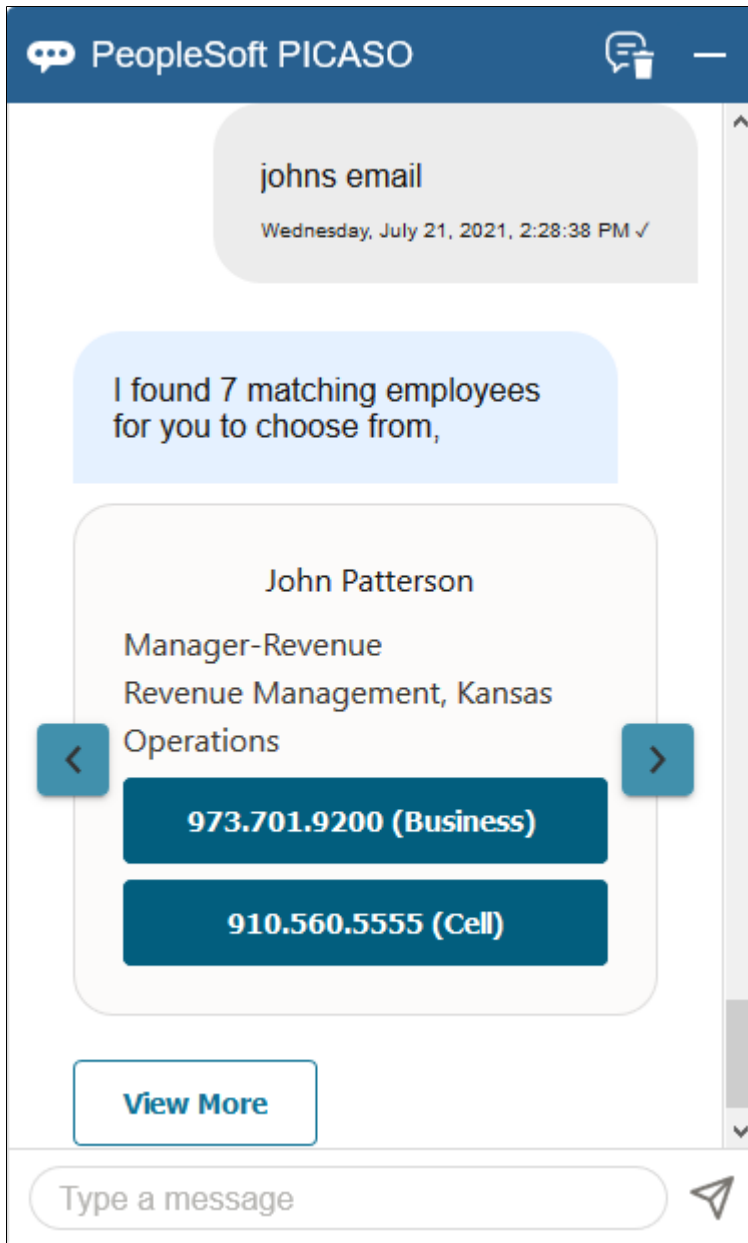 PeopleSoft PICASO
johns email
Wednesday, July 21, 2021, 2:28:38 PM ✓
I found 7 matching employees
for you to choose from,
John Patterson
Manager-Revenue
Revenue Management, Kansas
Operations
973.701.9200 (Business)
910.560.5555 (Cell)
View More
Type a message